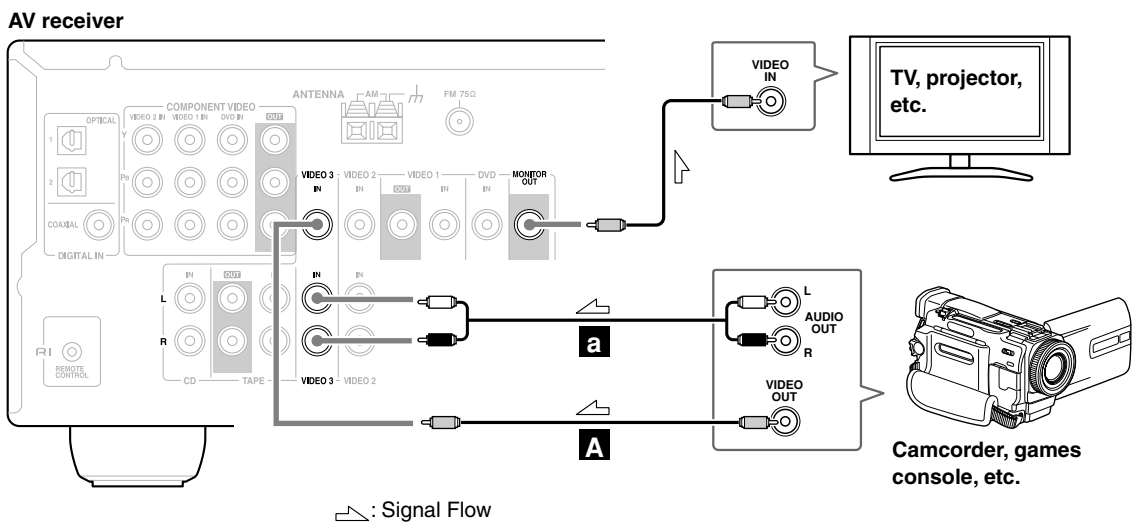 AV receiver
VIDEO IN
TV, projector, etc.
ANTENNA
AM
FM 75Ω
COMPONENT VIDEO
VIDEO 2 IN VIDEO 1 IN DVD IN OUT
OPTICAL
1
2
Y
PB
PR
COAXIAL
DIGITAL IN
VIDEO 3 VIDEO 2 VIDEO 1 DVD MONITOR OUT
IN IN OUT IN IN
IN OUT IN IN IN
L
R
CD TAPE VIDEO 3 VIDEO 2
RI
REMOTE CONTROL
a
L
AUDIO OUT
R
VIDEO OUT
A
Camcorder, games console, etc.
: Signal Flow